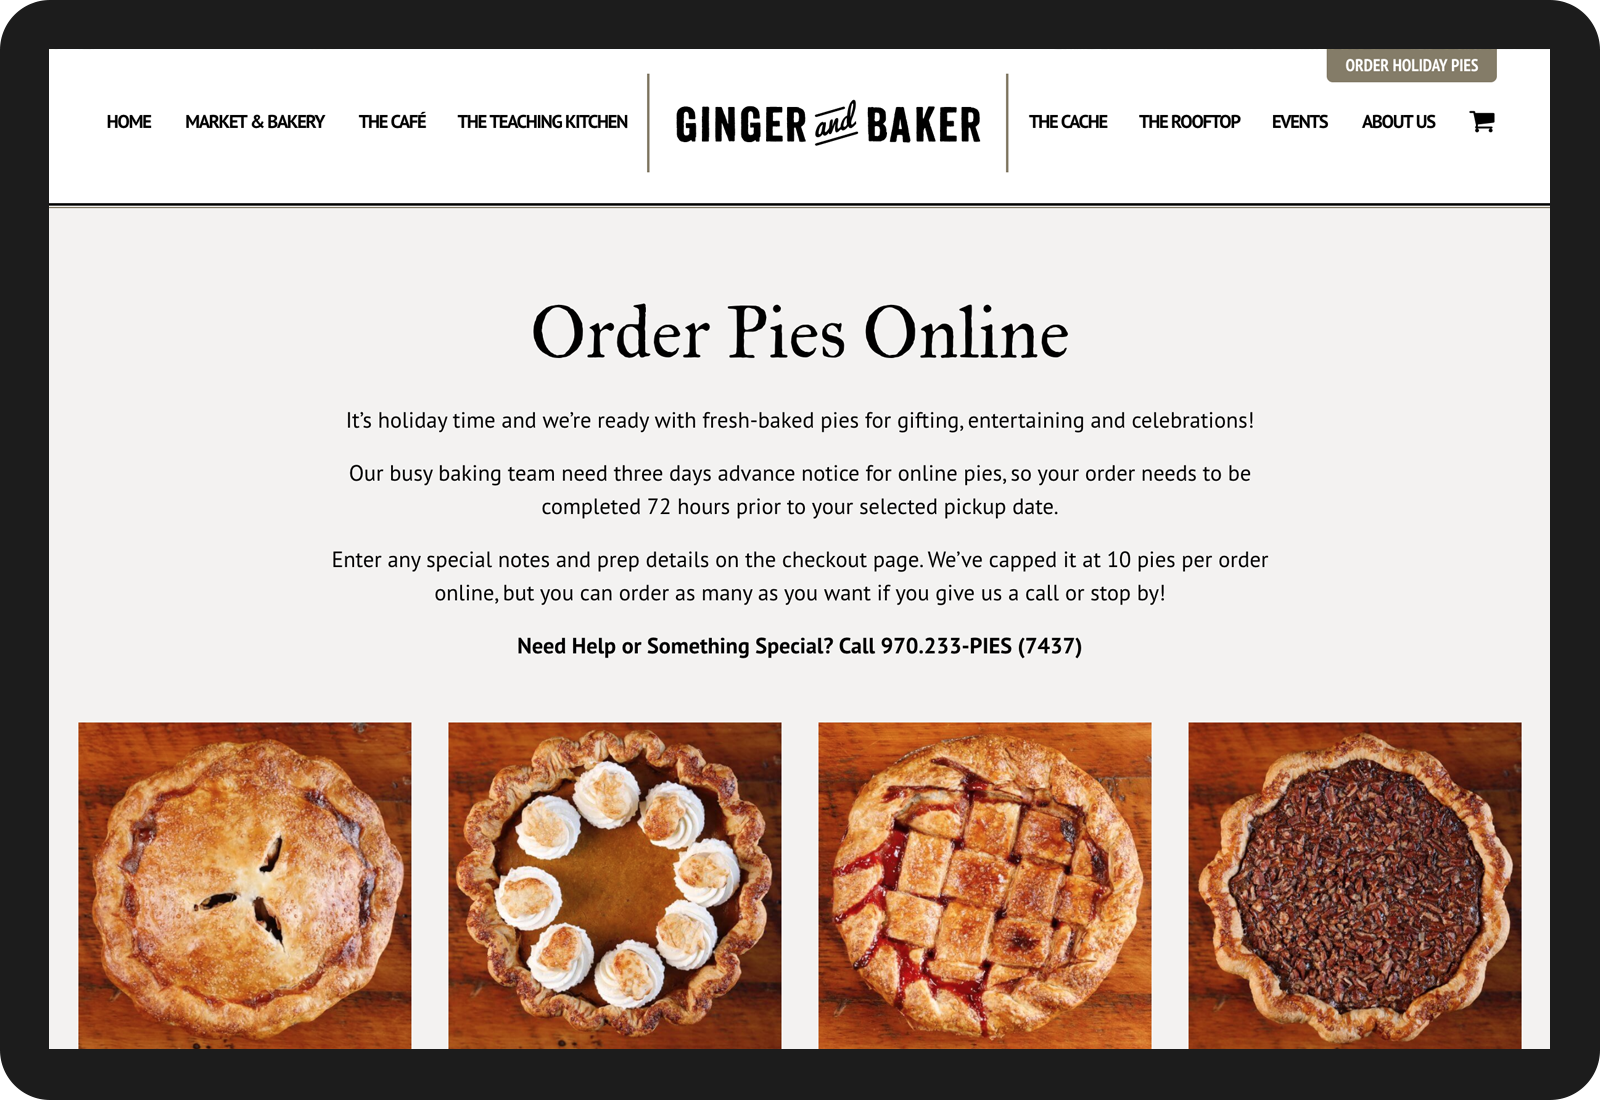 ORDER HOLIDAY PIES
HOME MARKET & BAKERY THE CAFÉ THE TEACHING KITCHEN GINGER and BAKER THE CACHE THE ROOFTOP EVENTS ABOUT US
Order Pies Online
It’s holiday time and we’re ready with fresh-baked pies for gifting, entertaining and celebrations!
Our busy baking team need three days advance notice for online pies, so your order needs to be
completed 72 hours prior to your selected pickup date.
Enter any special notes and prep details on the checkout page. We’ve capped it at 10 pies per order
online, but you can order as many as you want if you give us a call or stop by!
Need Help or Something Special? Call 970.233-PIES (7437)